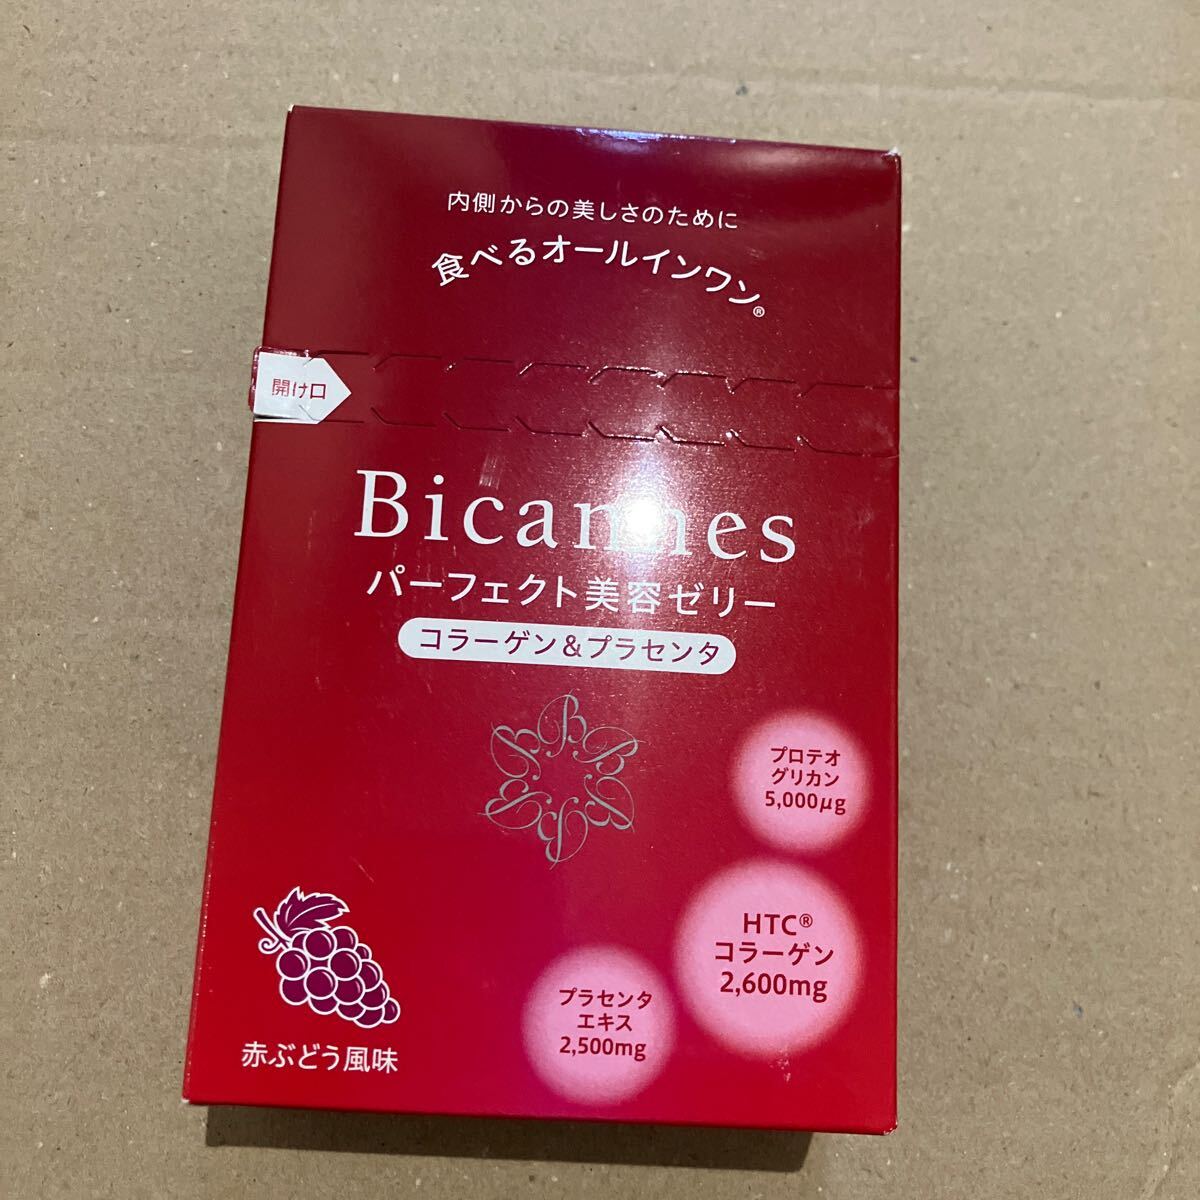 内側からの美しさのために
食べるオールインワン®
開け口
Bicannes
パーフェクト美容ゼリー
コラーゲン&プラセンタ
プロテオ
グリカン
5,000μg
HTC®
コラーゲン
2,600mg
プラセンタ
エキス
2,500mg
赤ぶどう風味